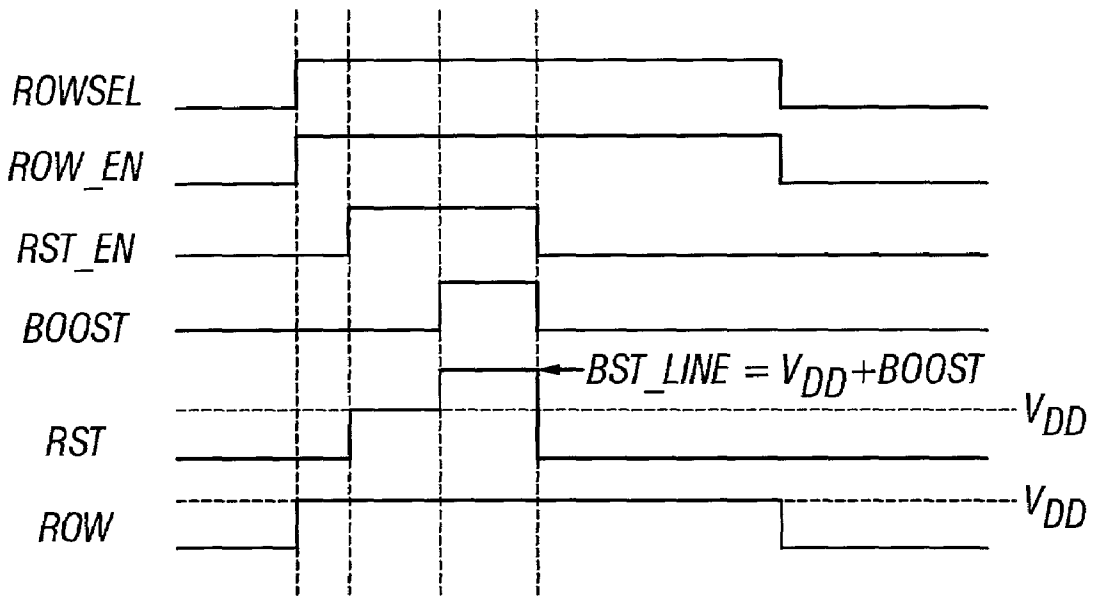 ROWSEL
ROW_EN
RST_EN
BOOST
BST_LINE = VDD+BOOST
VDD
RST
VDD
ROW